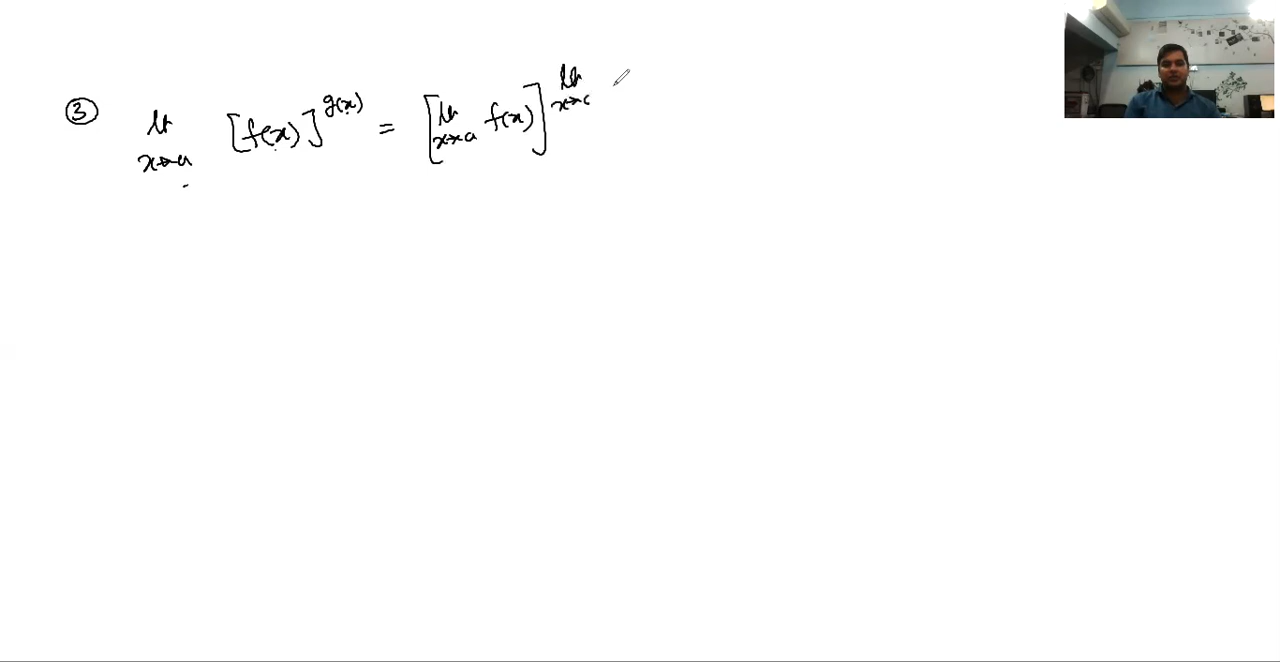 ③ lt x→a [f(x)]^g(x) = [lt x→a f(x)]^lt x→a